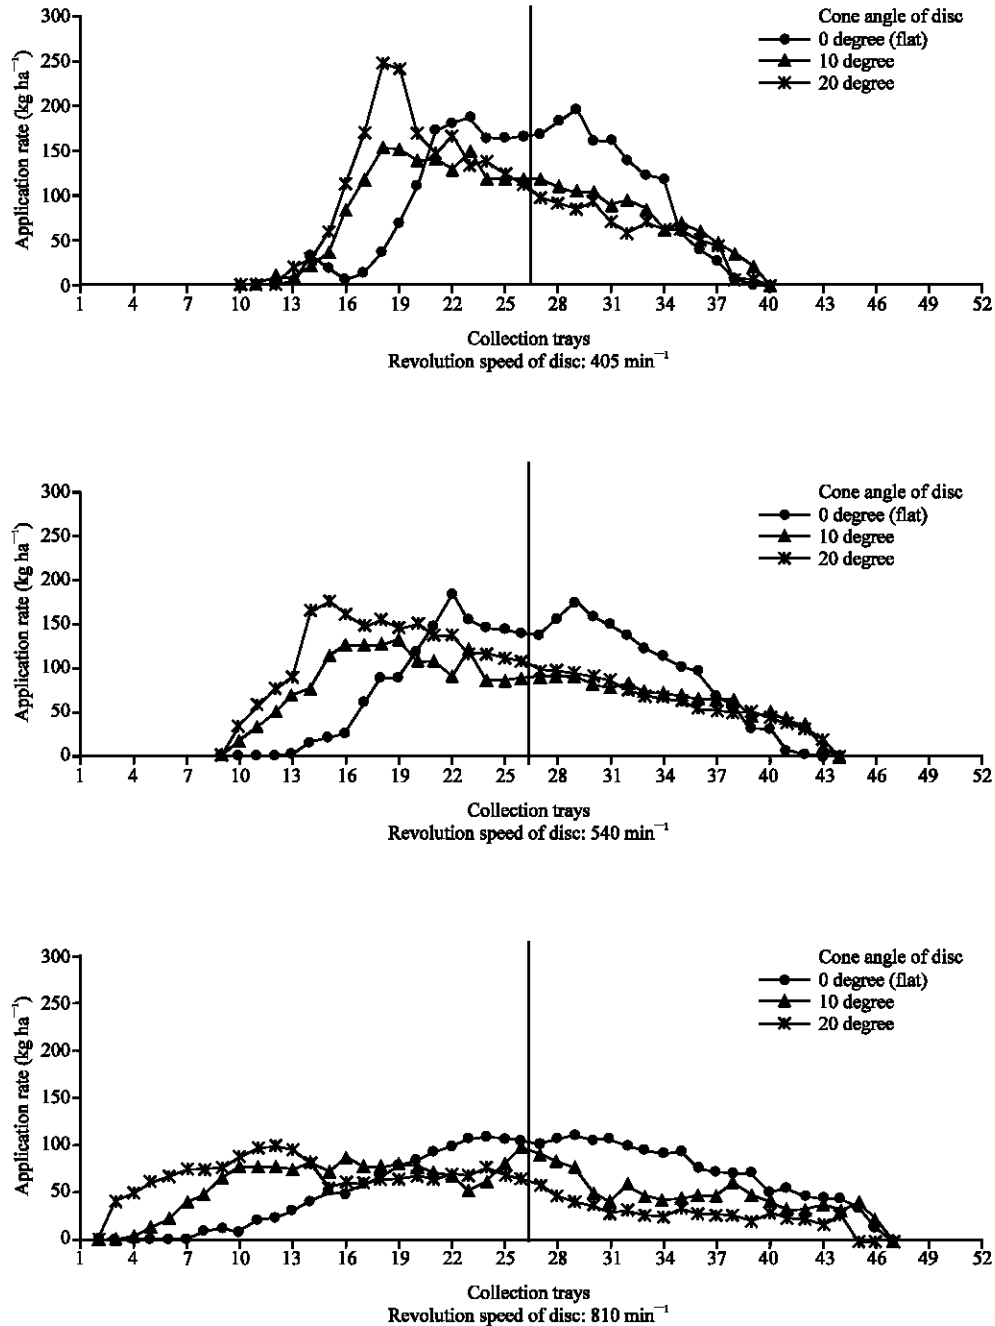 Application rate (kg ha⁻¹)
300
250
200
150
100
50
0
Cone angle of disc
0 degree (flat)
10 degree
20 degree
1 4 7 10 13 16 19 22 25 28 31 34 37 40 43 46 49 52
Collection trays
Revolution speed of disc: 405 min⁻¹
Application rate (kg ha⁻¹)
300
250
200
150
100
50
0
Cone angle of disc
0 degree (flat)
10 degree
20 degree
1 4 7 10 13 16 19 22 25 28 31 34 37 40 43 46 49 52
Collection trays
Revolution speed of disc: 540 min⁻¹
Application rate (kg ha⁻¹)
300
250
200
150
100
50
0
Cone angle of disc
0 degree (flat)
10 degree
20 degree
1 4 7 10 13 16 19 22 25 28 31 34 37 40 43 46 49 52
Collection trays
Revolution speed of disc: 810 min⁻¹